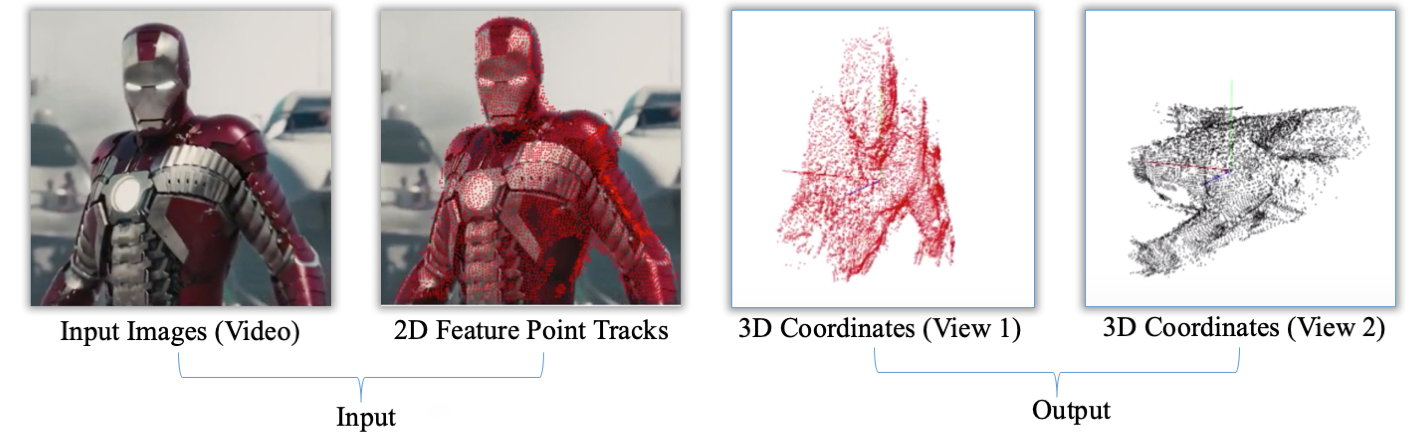 Input Images (Video)
2D Feature Point Tracks
3D Coordinates (View 1)
3D Coordinates (View 2)
Input
Output